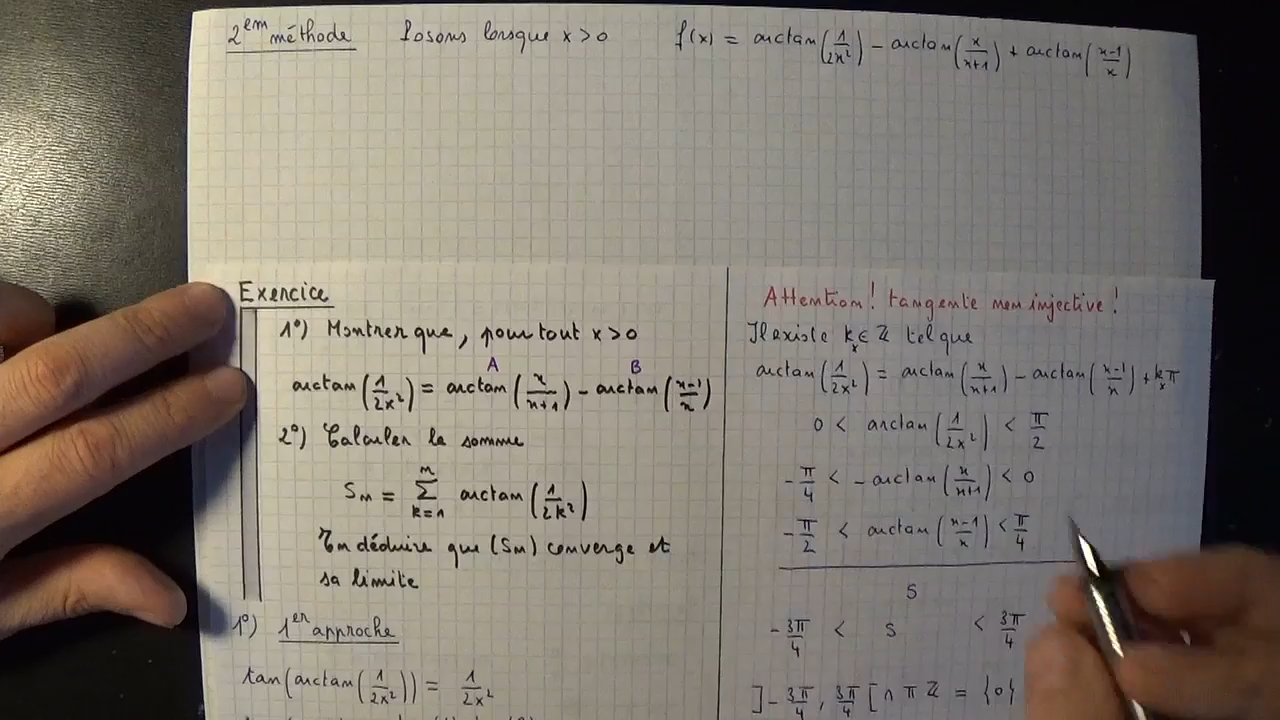 2em méthode Posons lorsque x > 0 f(x) = arctan(1/2x²) − arctan(x/x+1) + arctan(x−1/x)
Exercice
1°) Montrer que, pour tout x > 0
A B
arctan(1/2x²) = arctan(x/x+1) − arctan(x−1/x)
2°) Calculer la somme
Sn = Σ_{k=1}^{n} arctan(1/2k²)
En déduire que (Sn) converge et
sa limite
1°) 1er approche
tan(arctan(1/2x²)) = 1/2x²
Attention ! tangente non injective !
Il existe kx ∈ ℤ tel que
arctan(1/2x²) = arctan(x/x+1) − arctan(x−1/x) + kxπ
0 < arctan(1/2x²) < π/2
−π/4 < −arctan(x/x+1) < 0
−π/2 < arctan(x−1/x) < π/4
S
−3π/4 < S < 3π/4
]−3π/4, 3π/4[ ∩ πℤ = {0}